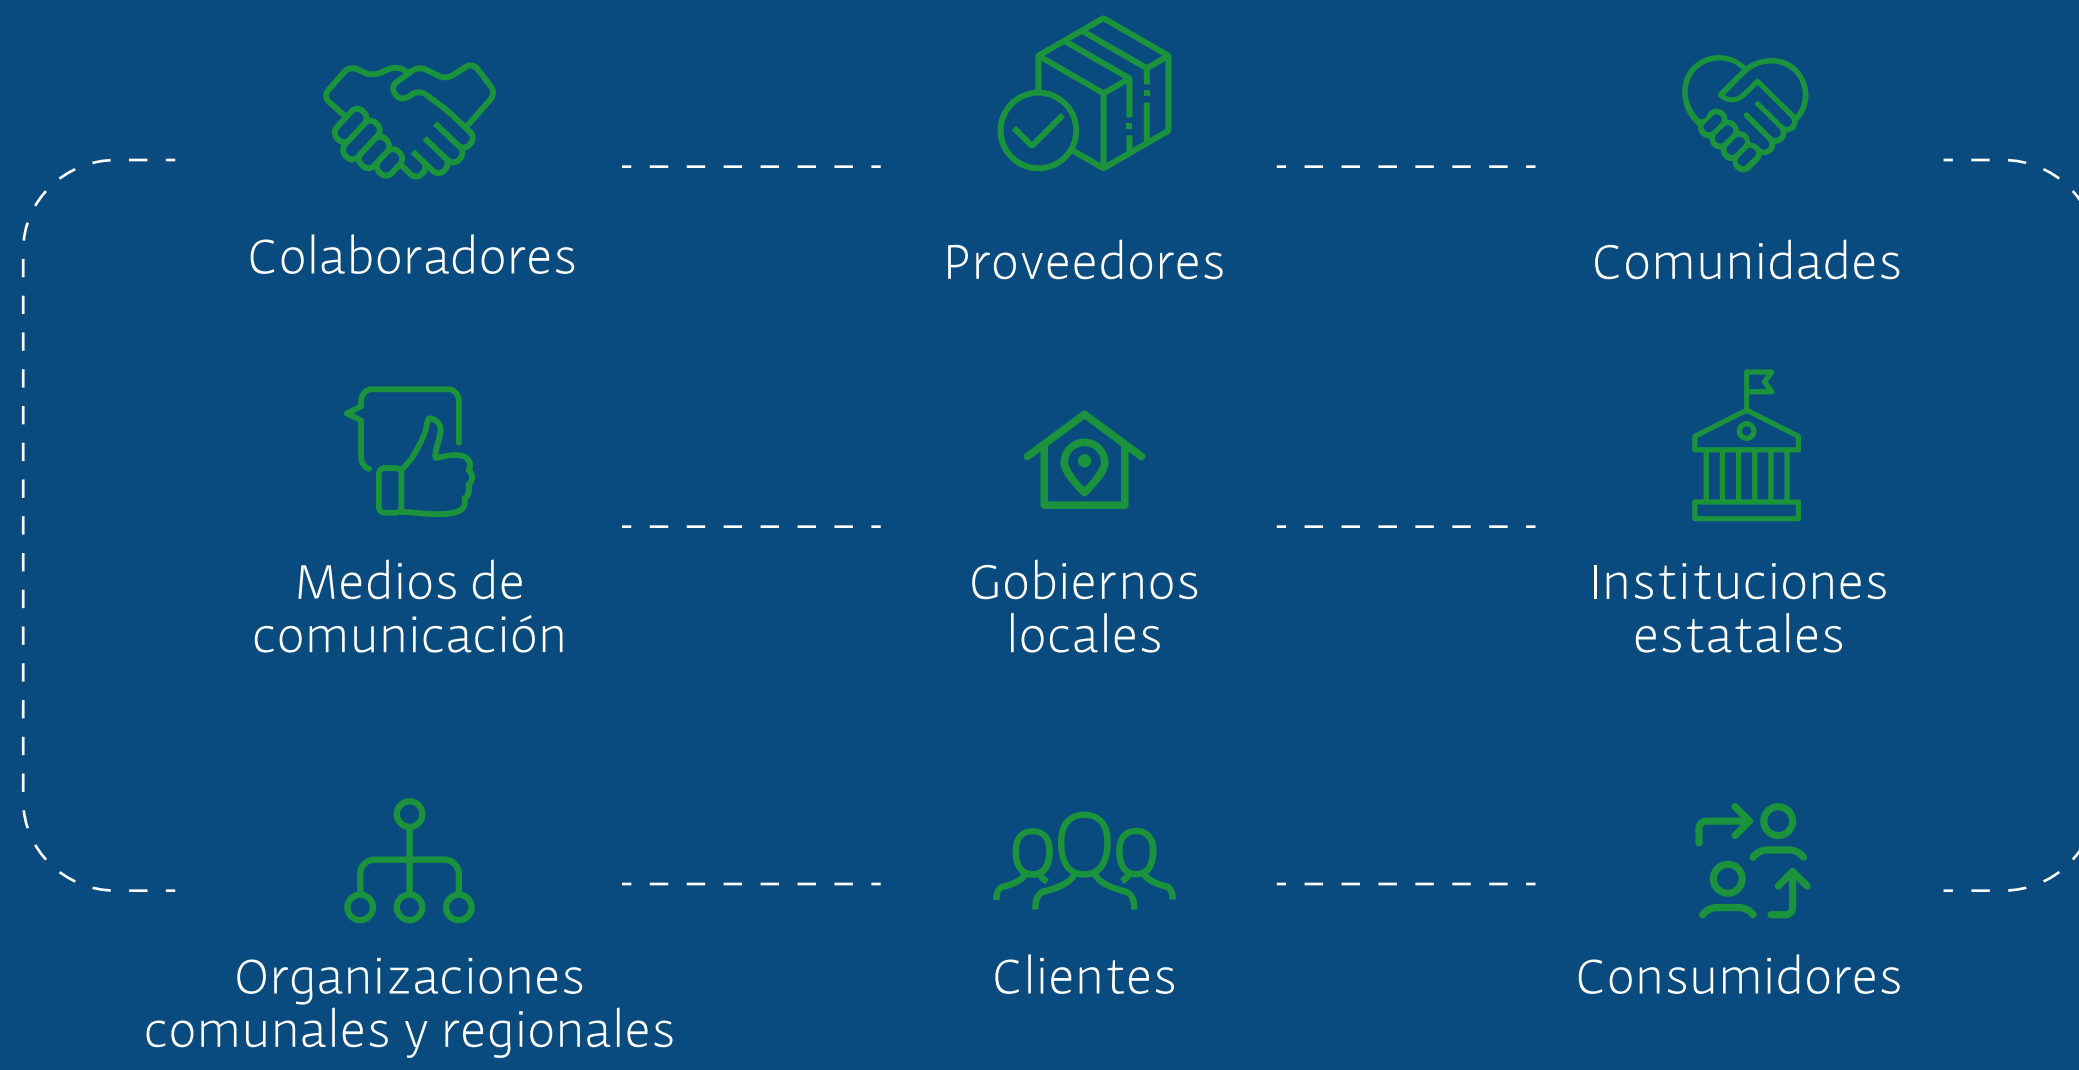 Colaboradores
Proveedores
Comunidades
Medios de
comunicación
Gobiernos
locales
Instituciones
estatales
Organizaciones
comunales y regionales
Clientes
Consumidores